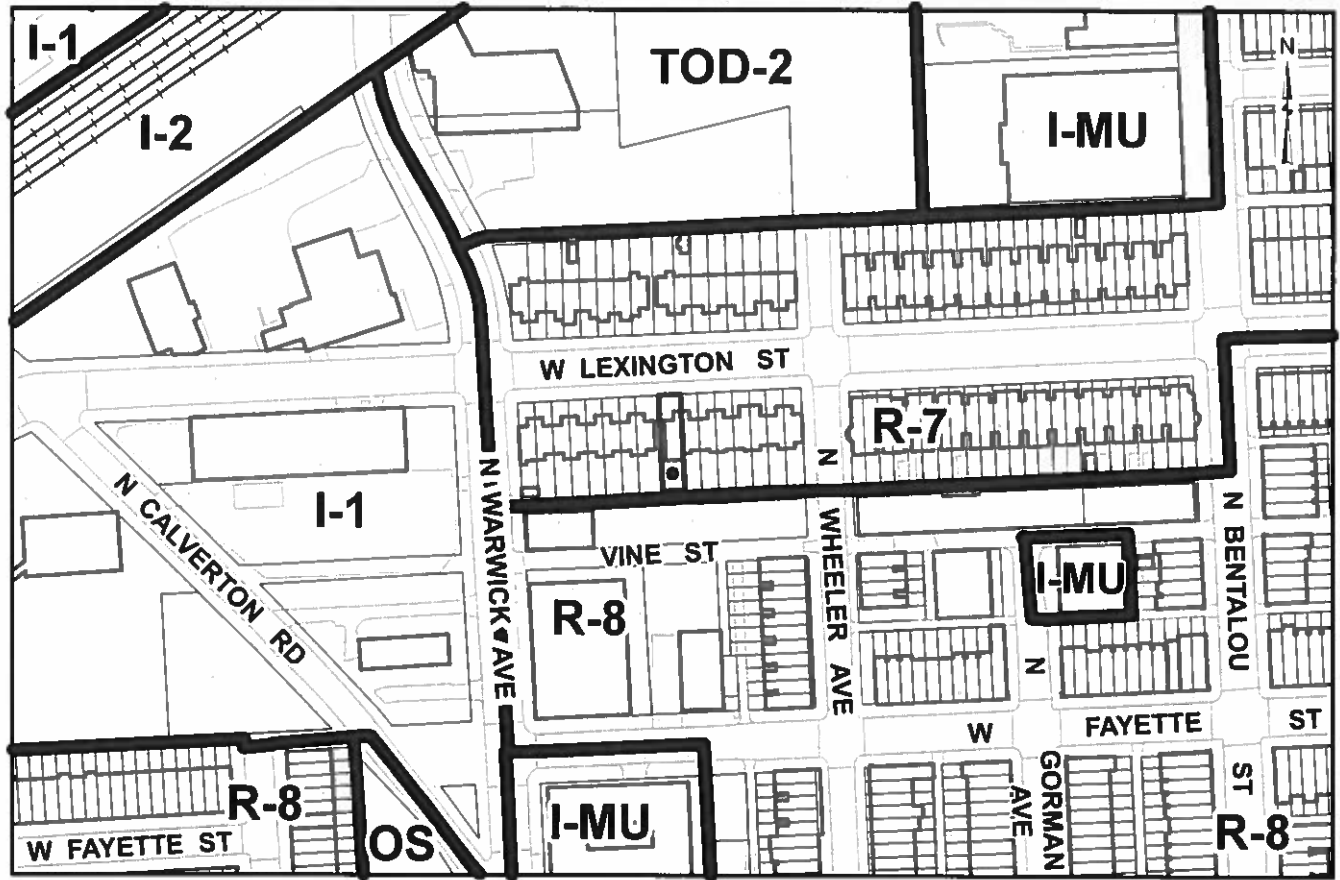 I-1
TOD-2
N
I-2
I-MU
W LEXINGTON ST
R-7
N WARWICK AVE
N WHEELER AVE
N CALVERTON RD
I-1
VINE ST
N BENTALOU ST
I-MU
R-8
N GORMAN AVE
W FAYETTE ST
R-8
OS
I-MU
R-8
W FAYETTE ST